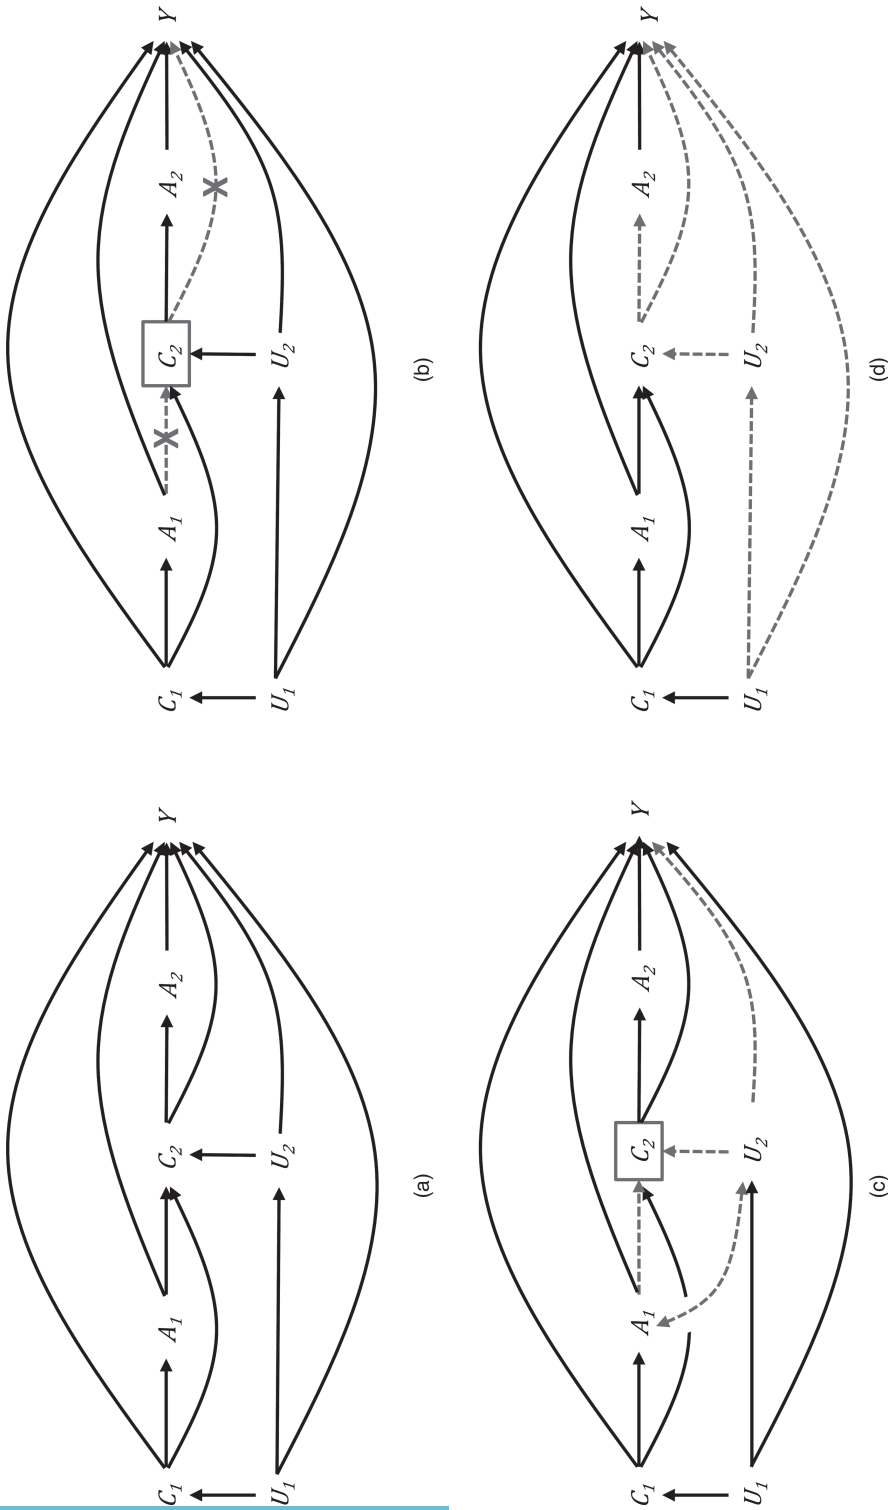 C₁ A₁ C₂ A₂ Y
U₁ U₂
(a)
C₁ A₁ C₂ A₂ Y
U₁ U₂
(b)
C₁ A₁ C₂ A₂ Y
U₁ U₂
(c)
C₁ A₁ C₂ A₂ Y
U₁ U₂
(d)